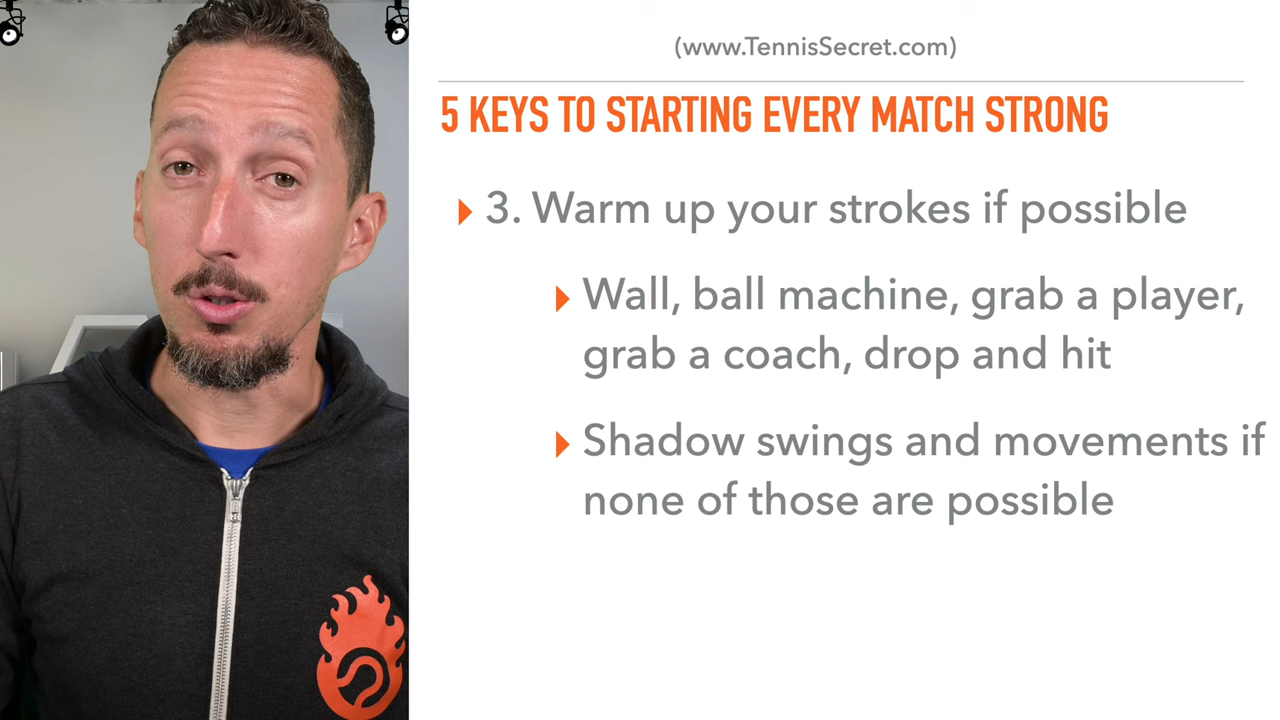 (www.TennisSecret.com)
5 KEYS TO STARTING EVERY MATCH STRONG
3. Warm up your strokes if possible
Wall, ball machine, grab a player,
grab a coach, drop and hit
Shadow swings and movements if
none of those are possible